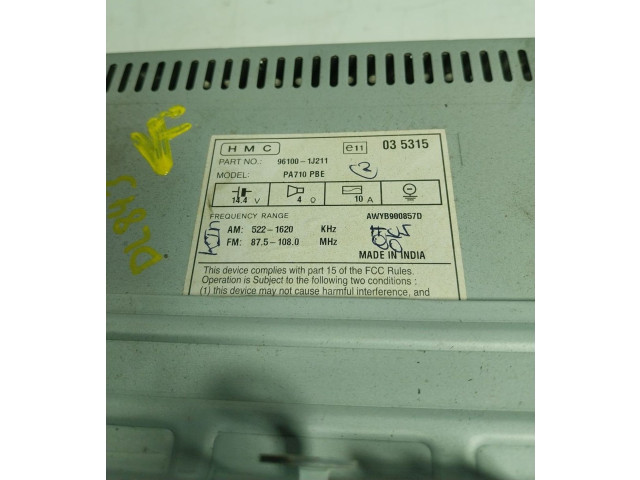 HMC e11 03 5315
PART NO.: 96100-1J211
MODEL: PA710 PBE 2
14.4 V 4 Ω 10 A
FREQUENCY RANGE AWYB900857D
AM: 522-1620 KHz
FM: 87.5-108.0 MHz
MADE IN INDIA
This device complies with part 15 of the FCC Rules.
Operation is Subject to the following two conditions :
(1) this device may not cause harmful interference, and